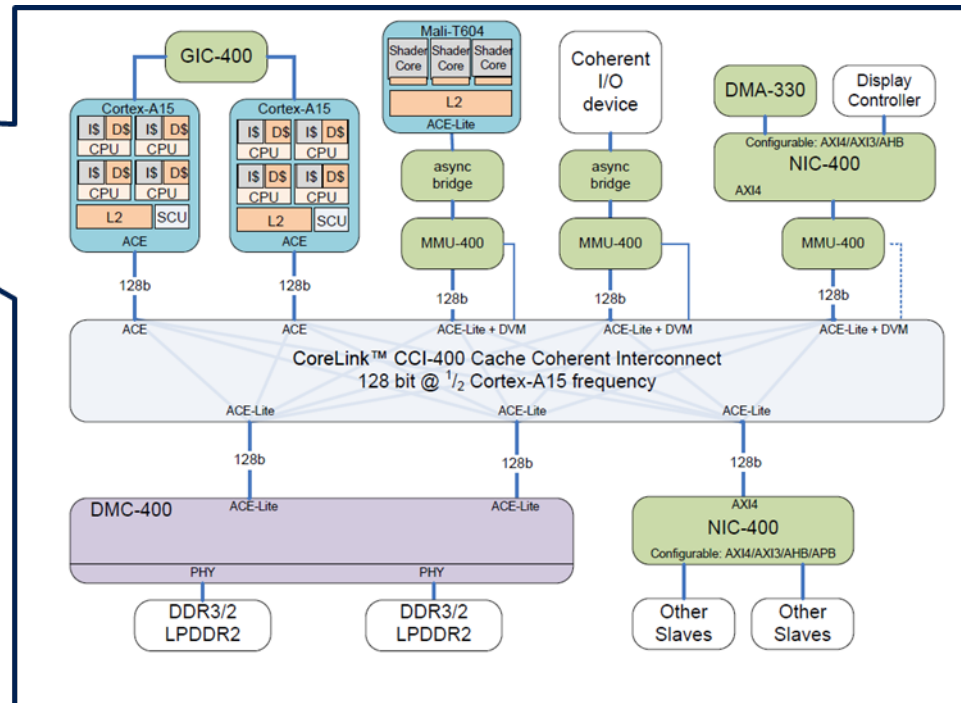 GIC-400
Cortex-A15
I$ D$ I$ D$
CPU CPU
I$ D$ I$ D$
CPU CPU
L2 SCU
ACE
Cortex-A15
I$ D$ I$ D$
CPU CPU
I$ D$ I$ D$
CPU CPU
L2 SCU
ACE
Mali-T604
Shader Core
Shader Core
Shader Core
L2
ACE-Lite
Coherent
I/O
device
DMA-330
Display
Controller
Configurable: AXI4/AXI3/AHB
NIC-400
AXI4
async
bridge
async
bridge
MMU-400
MMU-400
MMU-400
128b
128b
128b
128b
128b
ACE
ACE
ACE-Lite + DVM
ACE-Lite + DVM
ACE-Lite + DVM
CoreLink™ CCI-400 Cache Coherent Interconnect
128 bit @ 1/2 Cortex-A15 frequency
ACE-Lite
ACE-Lite
ACE-Lite
128b
128b
128b
DMC-400
ACE-Lite
ACE-Lite
PHY
PHY
AXI4
NIC-400
Configurable: AXI4/AXI3/AHB/APB
DDR3/2
LPDDR2
DDR3/2
LPDDR2
Other
Slaves
Other
Slaves